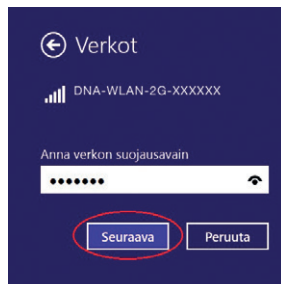 Verkot
DNA-WLAN-2G-XXXXXX
Anna verkon suojausavain
•••••••
Seuraava Peruuta